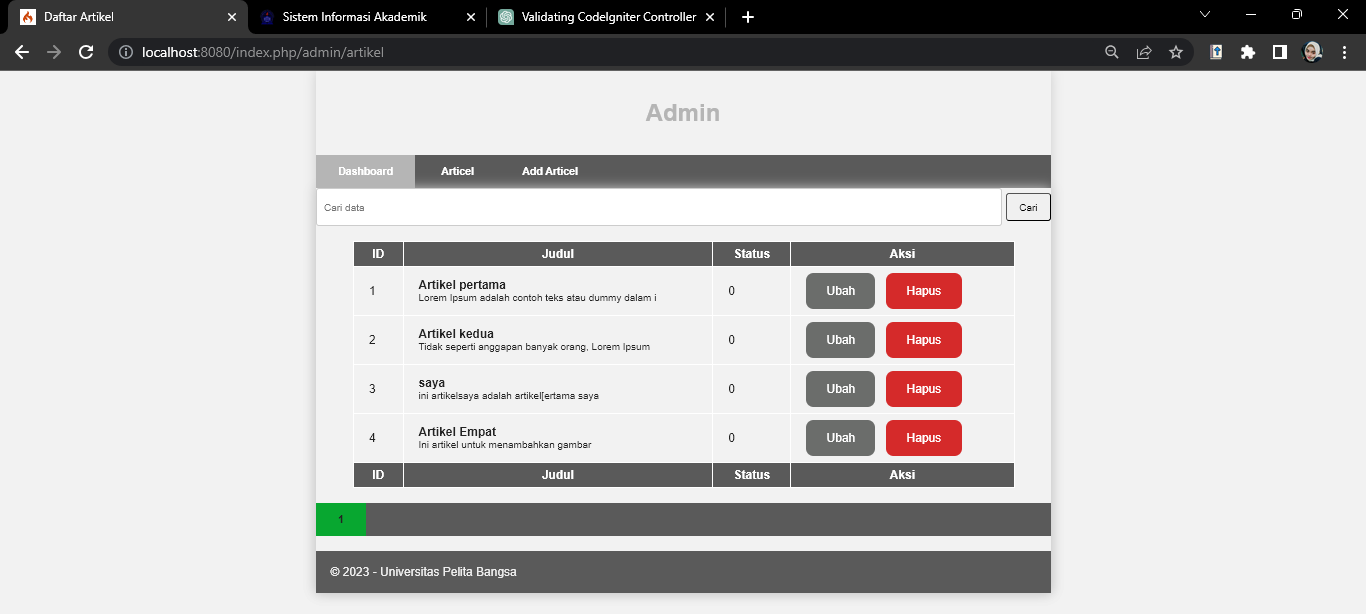 Daftar Artikel
Sistem Informasi Akademik
Validating CodeIgniter Controller
localhost:8080/index.php/admin/artikel
Admin
Dashboard Articel Add Articel
Cari data Cari
ID Judul Status Aksi
1 Artikel pertama 0 Ubah Hapus
Lorem Ipsum adalah contoh teks atau dummy dalam i
2 Artikel kedua 0 Ubah Hapus
Tidak seperti anggapan banyak orang, Lorem Ipsum
3 saya 0 Ubah Hapus
ini artikelsaya adalah artikel[ertama saya
4 Artikel Empat 0 Ubah Hapus
Ini artikel untuk menambahkan gambar
ID Judul Status Aksi
1
© 2023 - Universitas Pelita Bangsa